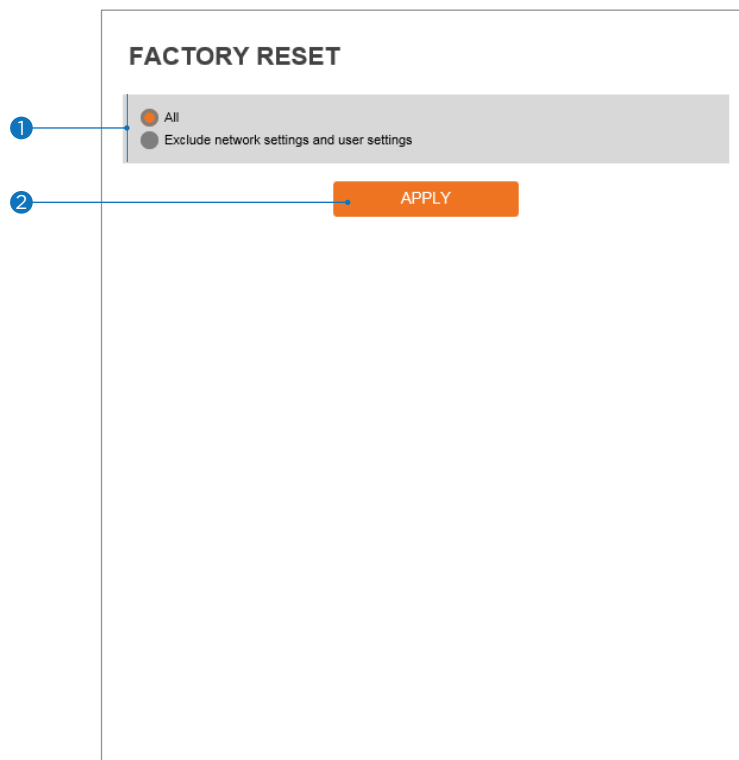 FACTORY RESET
1
All
Exclude network settings and user settings
2
APPLY